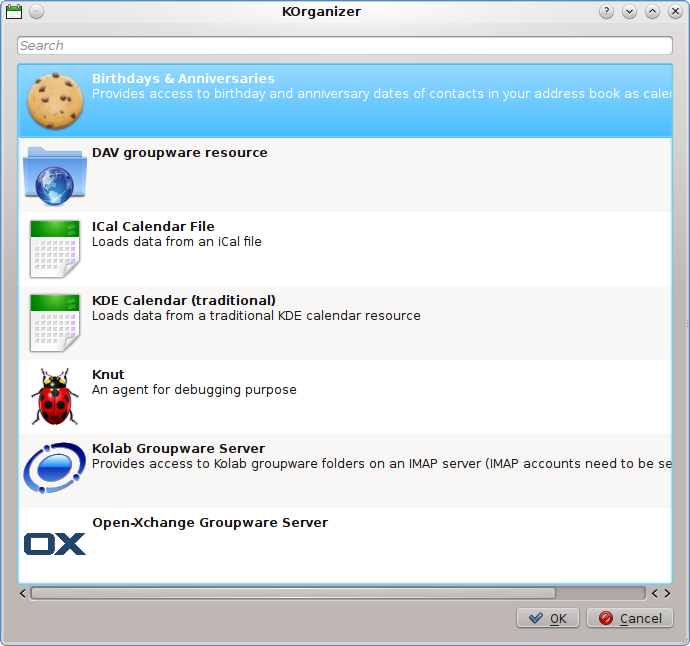 KOrganizer
Search
Birthdays & Anniversaries
Provides access to birthday and anniversary dates of contacts in your address book as
DAV groupware resource
ICal Calendar File
Loads data from an iCal file
KDE Calendar (traditional)
Loads data from a traditional KDE calendar resource
Knut
An agent for debugging purpose
Kolab Groupware Server
Provides access to Kolab groupware folders on an IMAP server (IMAP accounts need to be
OX
Open-Xchange Groupware Server
OK
Cancel